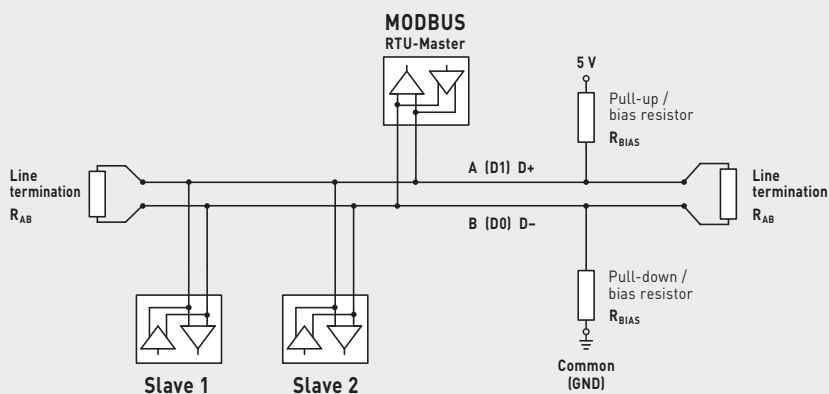 MODBUS
RTU-Master
5 V
Pull-up /
bias resistor
RBIAS
A (D1) D+
Line
termination
RAB
Line
termination
RAB
B (D0) D–
Pull-down /
bias resistor
RBIAS
Common
(GND)
Slave 1
Slave 2